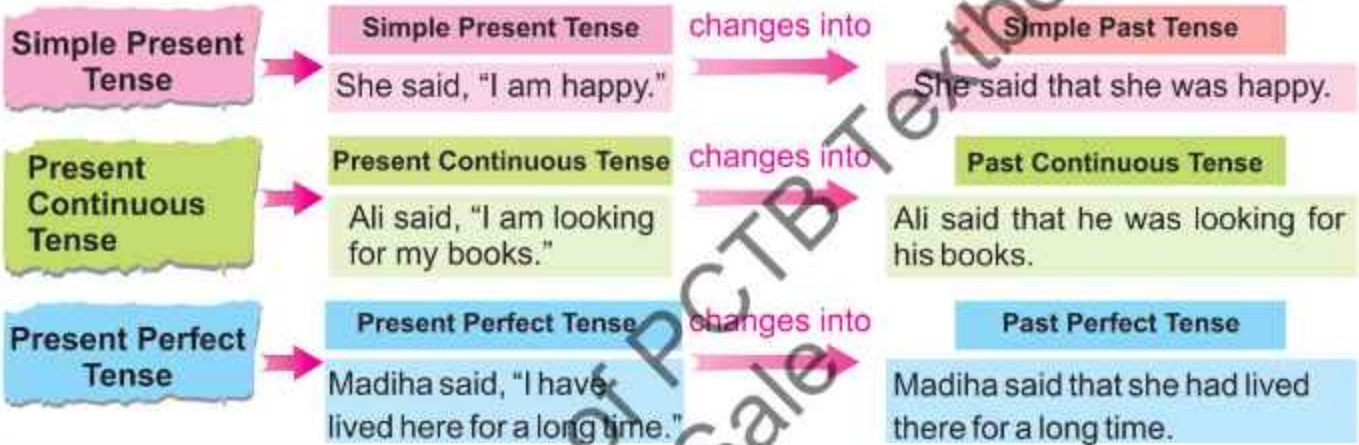 Simple Present
Tense
Simple Present Tense
changes into
Simple Past Tense
She said, “I am happy.”
She said that she was happy.
Present
Continuous
Tense
Present Continuous Tense
changes into
Past Continuous Tense
Ali said, “I am looking
for my books.”
Ali said that he was looking for
his books.
Present Perfect
Tense
Present Perfect Tense
changes into
Past Perfect Tense
Madiha said, “I have
lived here for a long time.”
Madiha said that she had lived
there for a long time.
of PCTB
Sale